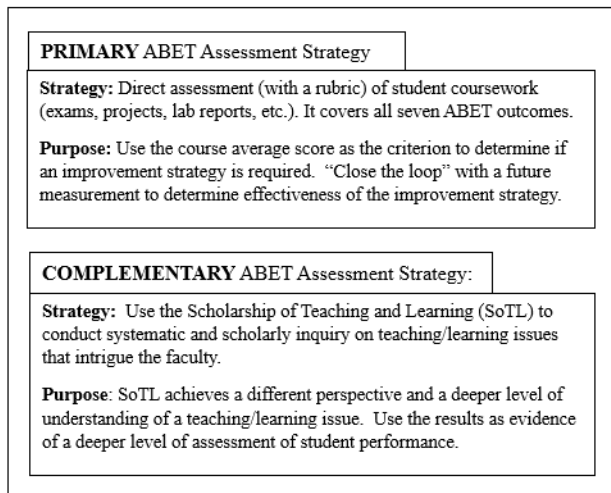 PRIMARY ABET Assessment Strategy
Strategy: Direct assessment (with a rubric) of student coursework
(exams, projects, lab reports, etc.). It covers all seven ABET outcomes.
Purpose: Use the course average score as the criterion to determine if
an improvement strategy is required. “Close the loop” with a future
measurement to determine effectiveness of the improvement strategy.
COMPLEMENTARY ABET Assessment Strategy:
Strategy: Use the Scholarship of Teaching and Learning (SoTL) to
conduct systematic and scholarly inquiry on teaching/learning issues
that intrigue the faculty.
Purpose: SoTL achieves a different perspective and a deeper level of
understanding of a teaching/learning issue. Use the results as evidence
of a deeper level of assessment of student performance.